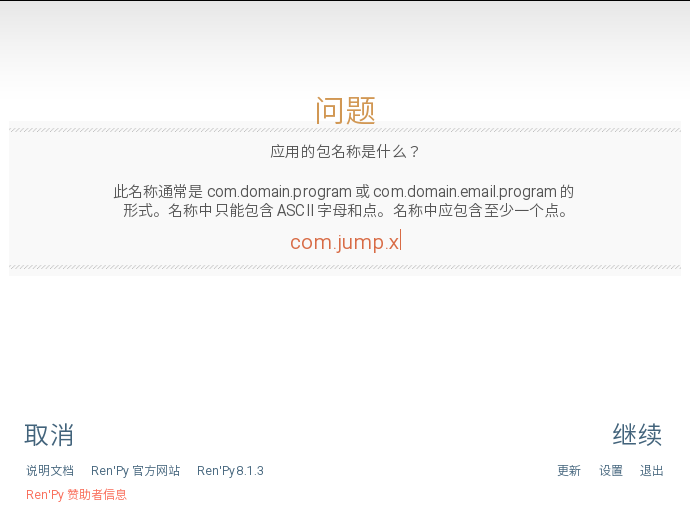 问题
应用的包名称是什么？
此名称通常是 com.domain.program 或 com.domain.email.program 的
形式。名称中只能包含 ASCII 字母和点。名称中应包含至少一个点。
com.jump.x
取消
继续
说明文档 Ren'Py 官方网站 Ren'Py8.1.3
更新 设置 退出
Ren'Py 赞助者信息